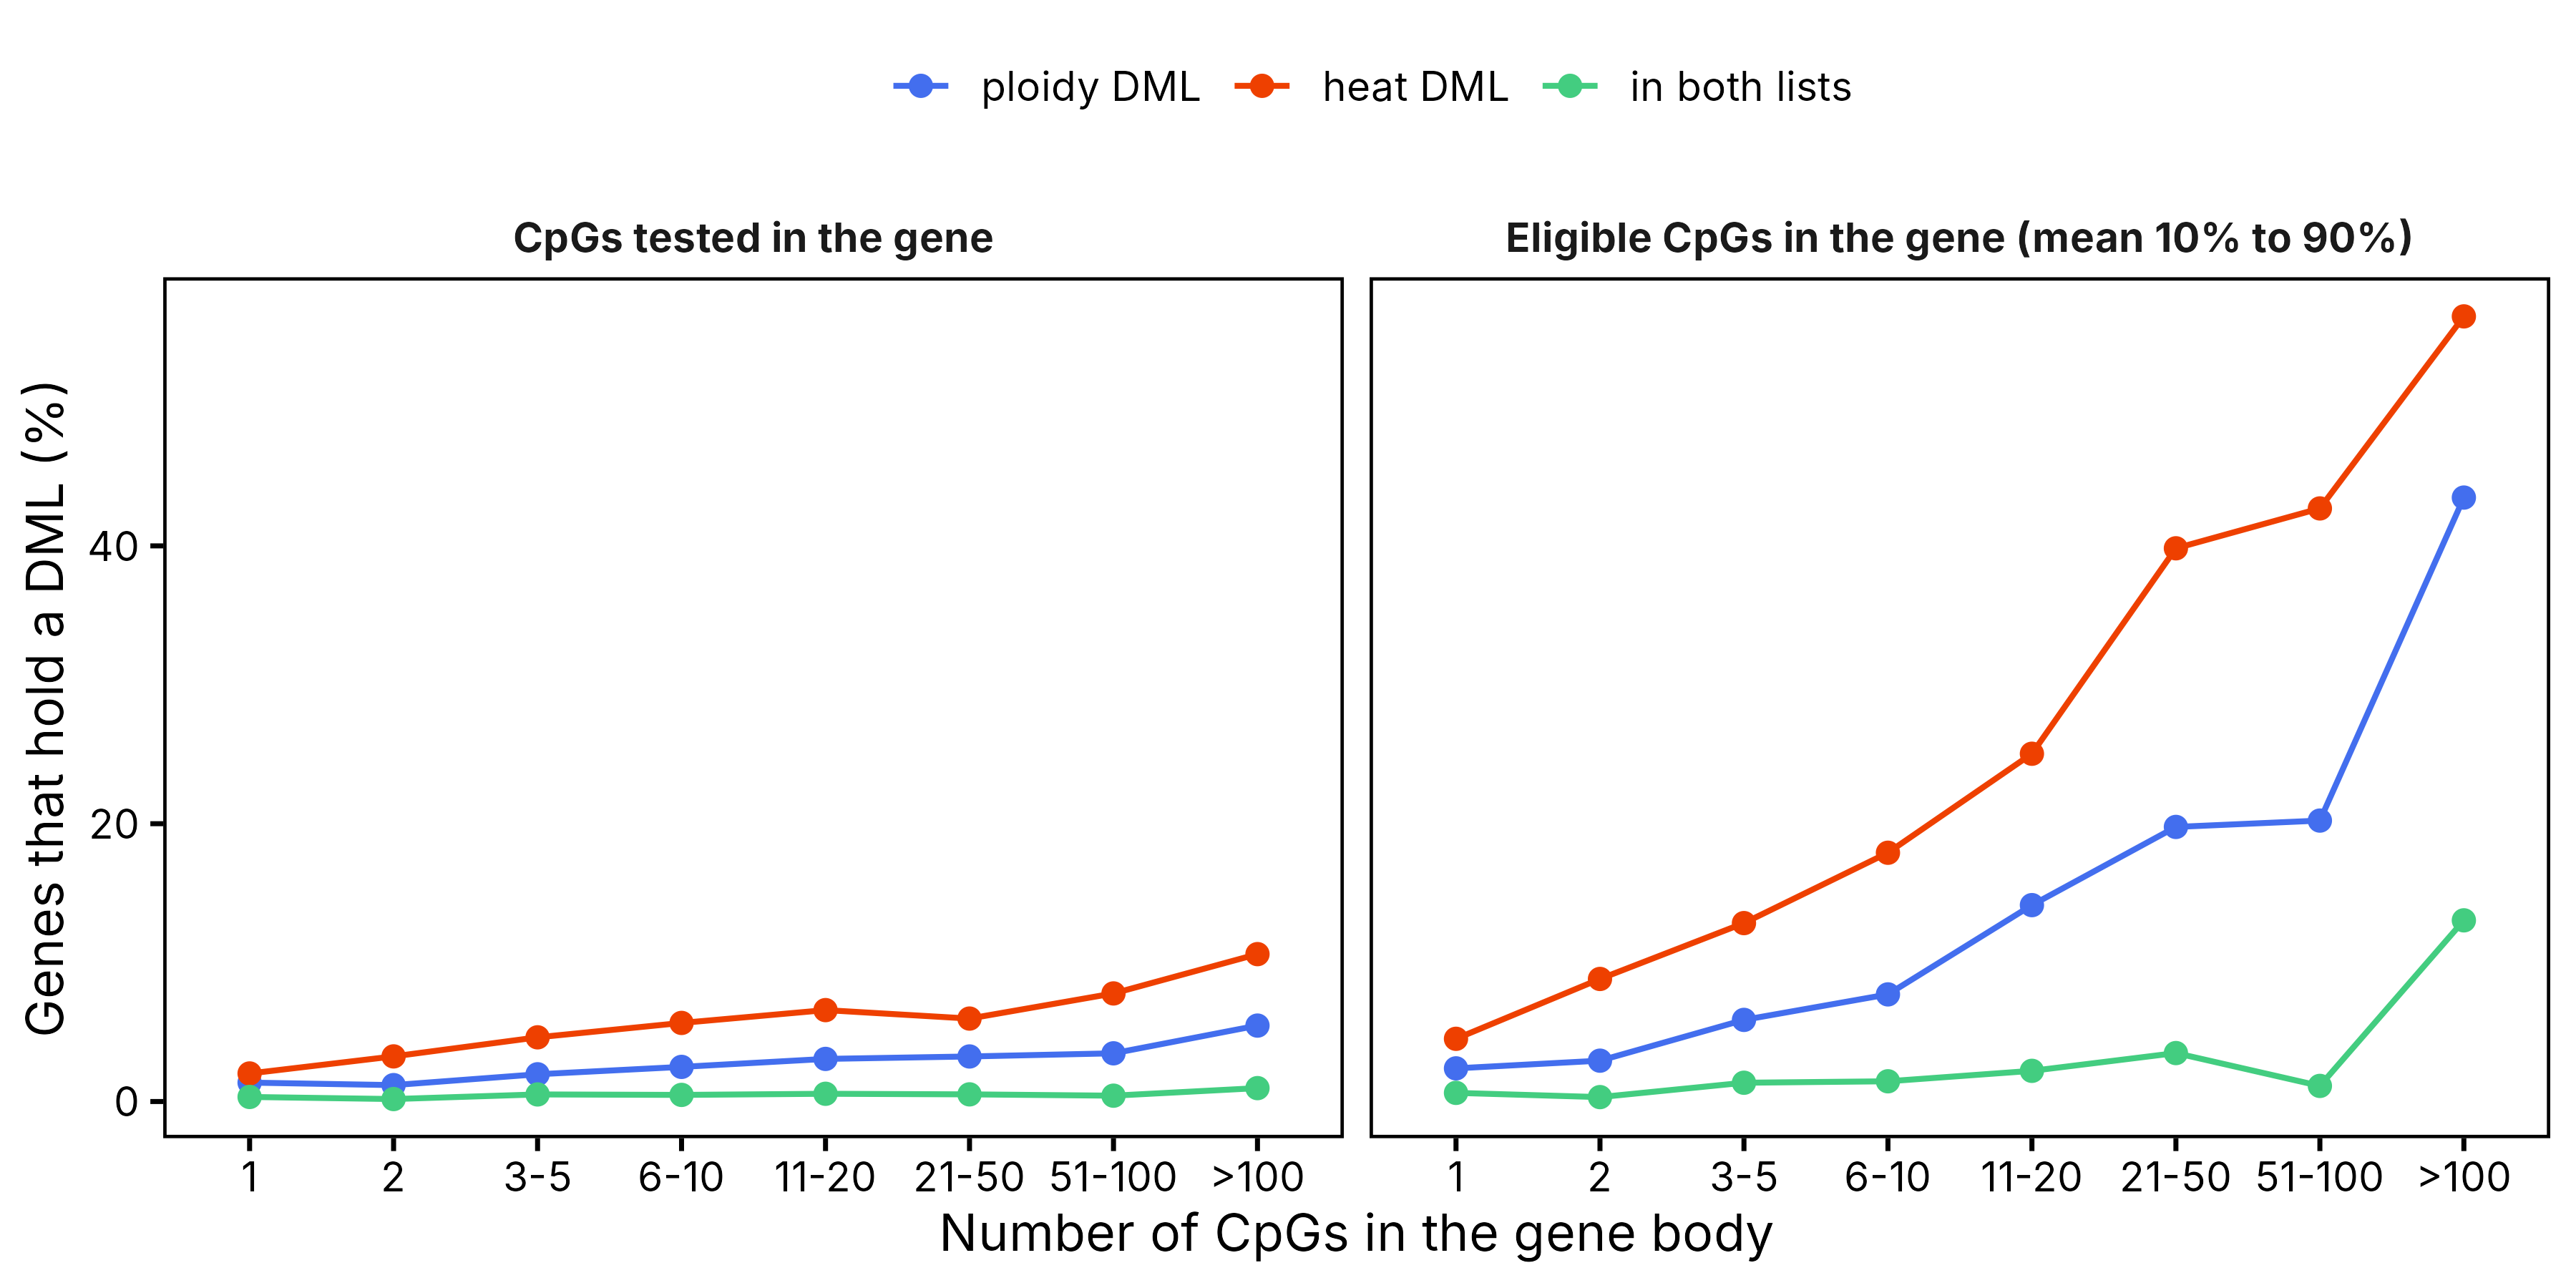 ploidy DML heat DML in both lists
CpGs tested in the gene
Eligible CpGs in the gene (mean 10% to 90%)
Genes that hold a DML (%)
40
20
0
1 2 3-5 6-10 11-20 21-50 51-100 >100
1 2 3-5 6-10 11-20 21-50 51-100 >100
Number of CpGs in the gene body